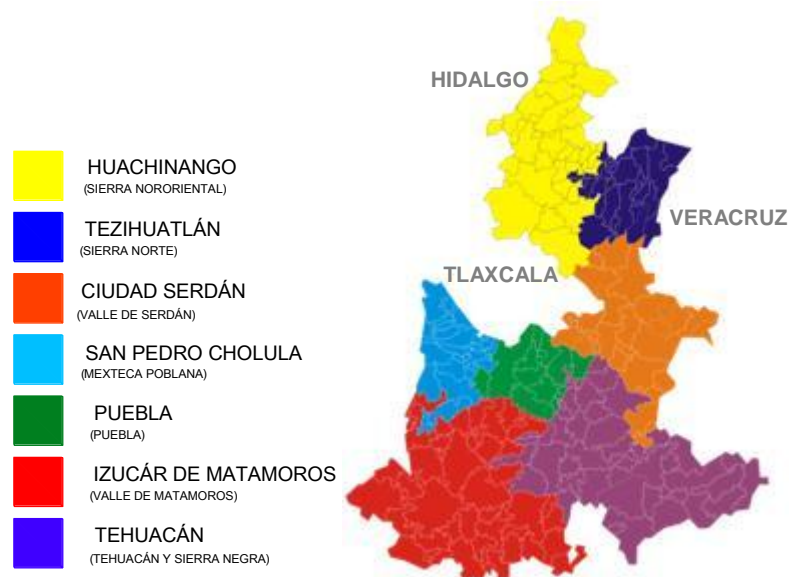 HIDALGO
HUACHINANGO
(SIERRA NORORIENTAL)
TEZIHUATLÁN
(SIERRA NORTE)
VERACRUZ
TLAXCALA
CIUDAD SERDÁN
(VALLE DE SERDÁN)
SAN PEDRO CHOLULA
(MEXTECA POBLANA)
PUEBLA
(PUEBLA)
IZUCÁR DE MATAMOROS
(VALLE DE MATAMOROS)
TEHUACÁN
(TEHUACÁN Y SIERRA NEGRA)